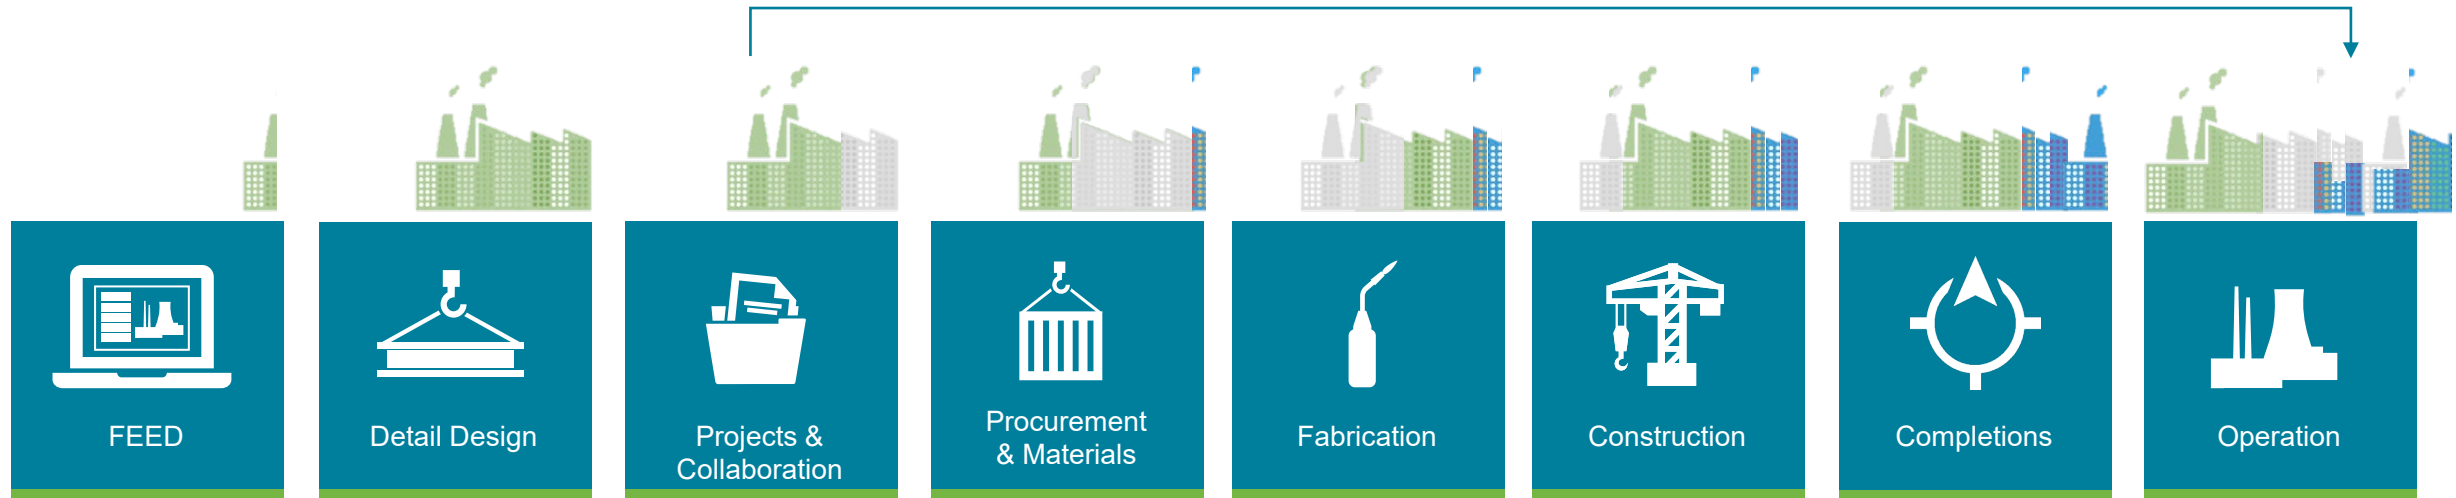 FEED
Detail Design
Projects &
Collaboration
Procurement
& Materials
Fabrication
Construction
Completions
Operation